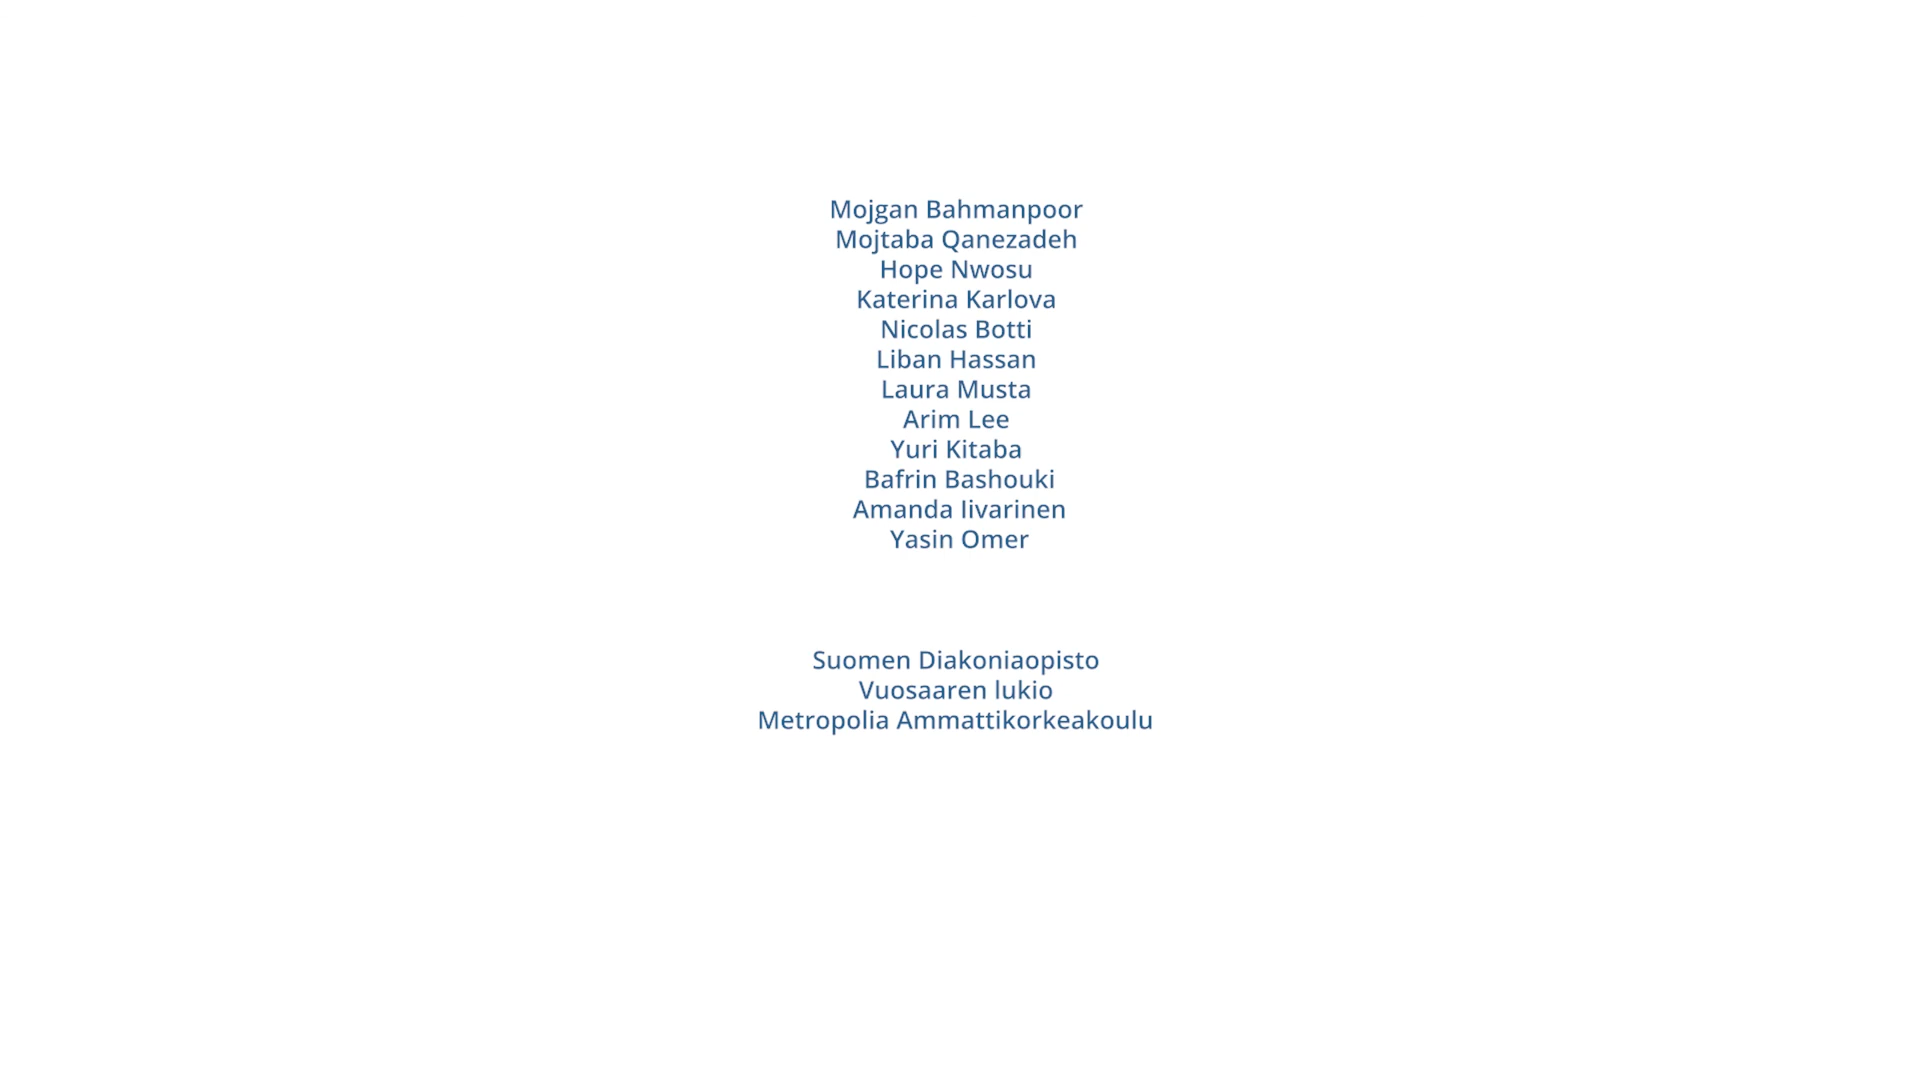 Mojgan Bahmanpoor
Mojtaba Qanezadeh
Hope Nwosu
Katerina Karlova
Nicolas Botti
Liban Hassan
Laura Musta
Arim Lee
Yuri Kitaba
Bafrin Bashouki
Amanda Iivarinen
Yasin Omer
Suomen Diakoniaopisto
Vuosaaren lukio
Metropolia Ammattikorkeakoulu